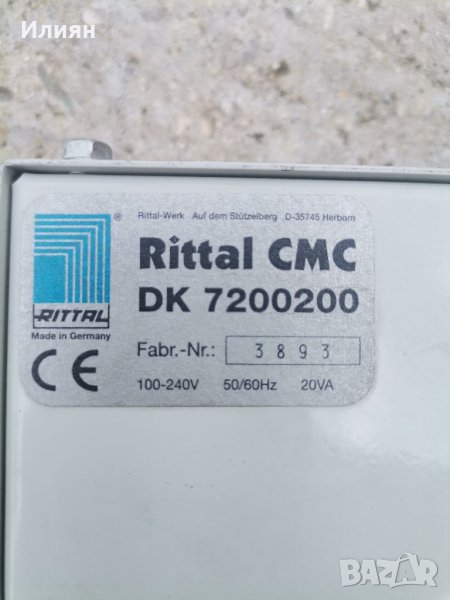 Илиян
Rittal-Werk Auf dem Stützelberg D-35745 Herborn
®
Rittal CMC
DK 7200200
RITTAL
Made in Germany
Fabr.-Nr.: 3893
CE
100-240V 50/60Hz 20VA
BAZAR